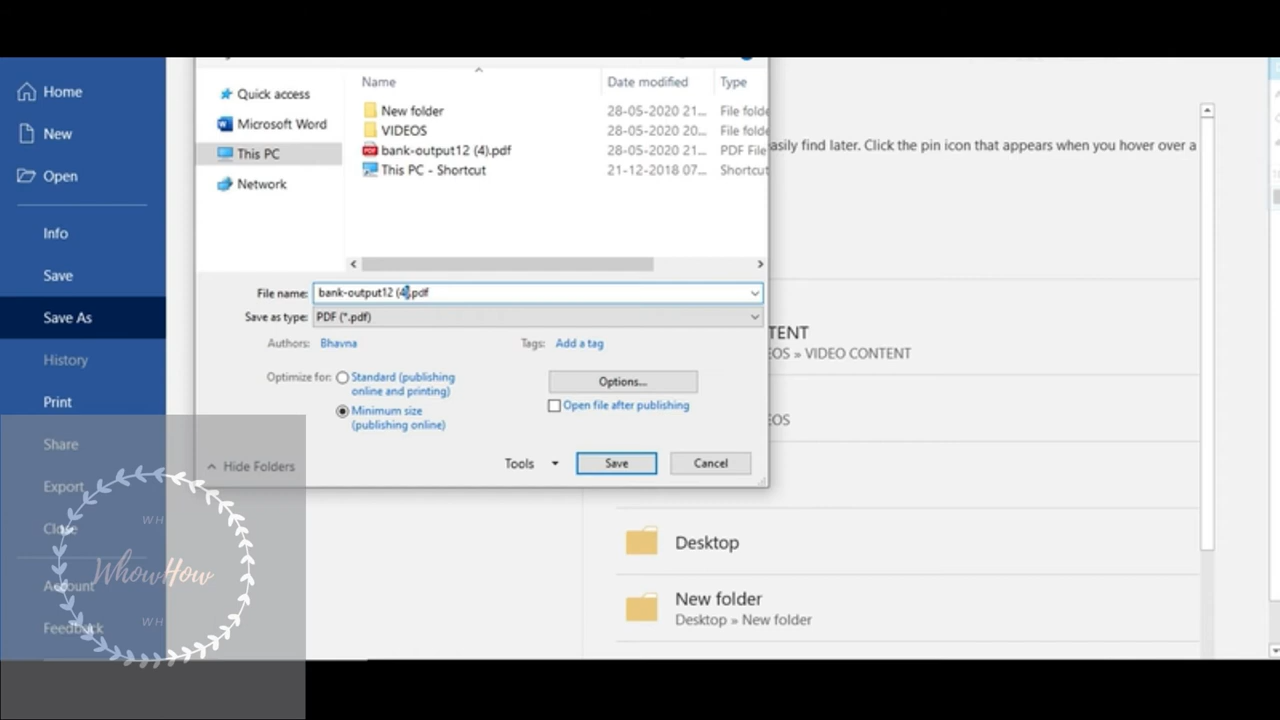 Home
New
Open
Info
Save
Save As
History
Print
Share
Export
Close
Account
Feedback
WH
WhowHow
WH
Quick access
Microsoft Word
This PC
Network
Name Date modified Type
New folder 28-05-2020 21... File folde
VIDEOS 28-05-2020 20... File folde
bank-output12 (4).pdf 28-05-2020 21... PDF File
This PC - Shortcut 21-12-2018 07... Shortcut
File name: bank-output12 (4).pdf
Save as type: PDF (*.pdf)
Authors: Bhavna Tags: Add a tag
Optimize for: Standard (publishing
online and printing)
Minimum size
(publishing online)
Options...
Open file after publishing
Hide Folders Tools Save Cancel
asily find later. Click the pin icon that appears when you hover over a
TENT
EOS » VIDEO CONTENT
EOS
Desktop
New folder
Desktop » New folder